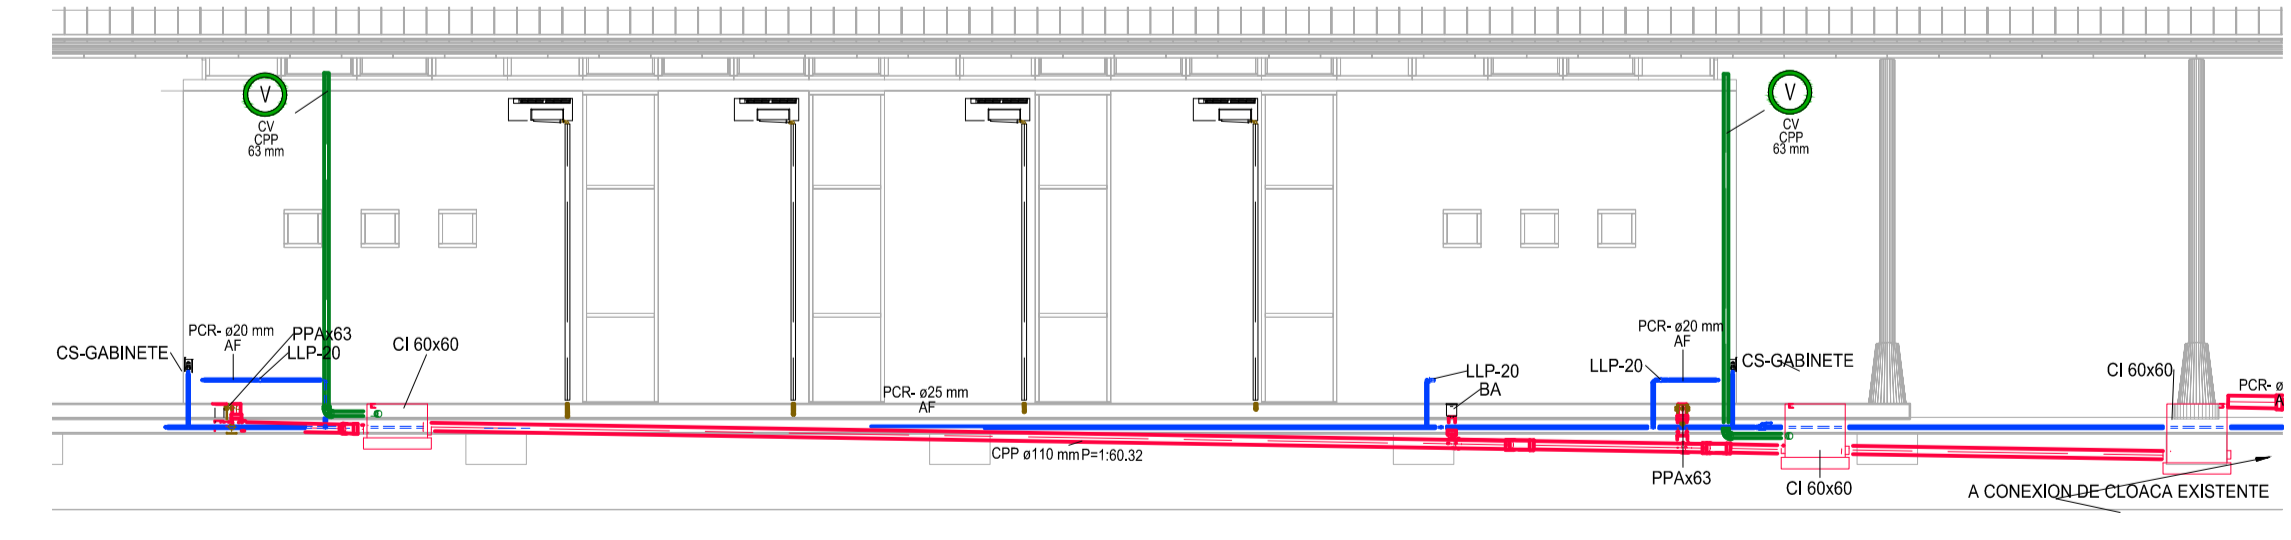 V
CV
CPP
63 mm
V
CV
CPP
63 mm
PCR- ø20 mm
AF
PPAx63
LLP-20
CS-GABINETE
CI 60x60
PCR- ø25 mm
AF
LLP-20
BA
PCR- ø20 mm
AF
LLP-20
CS-GABINETE
CI 60x60
PCR- ø
A
CPP ø110 mm P=1:60.32
PPAx63
CI 60x60
A CONEXION DE CLOACA EXISTENTE